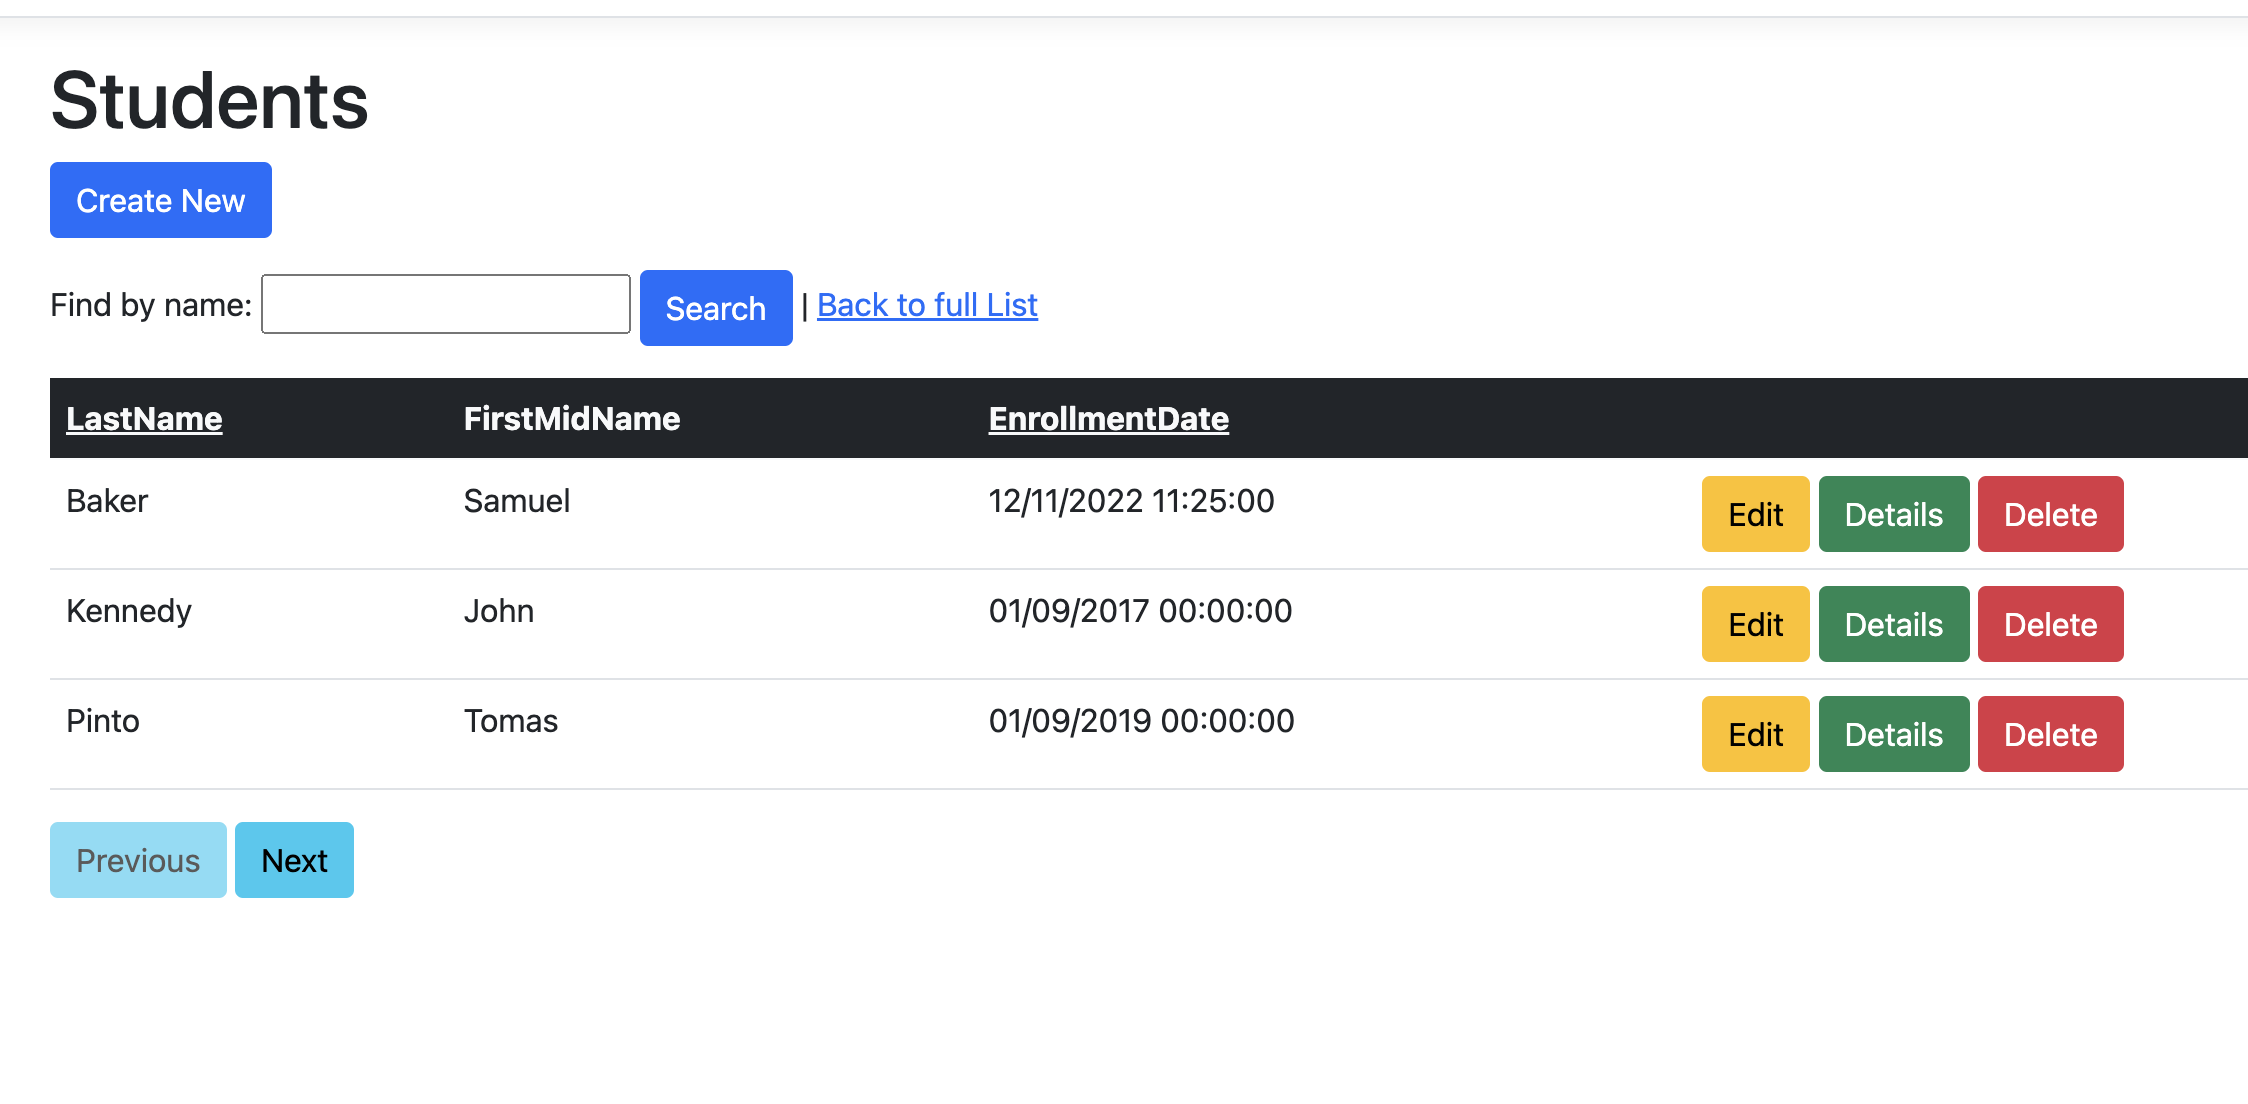 Students
Create New
Find by name: Search | Back to full List
LastName FirstMidName EnrollmentDate
Baker Samuel 12/11/2022 11:25:00 Edit Details Delete
Kennedy John 01/09/2017 00:00:00 Edit Details Delete
Pinto Tomas 01/09/2019 00:00:00 Edit Details Delete
Previous Next